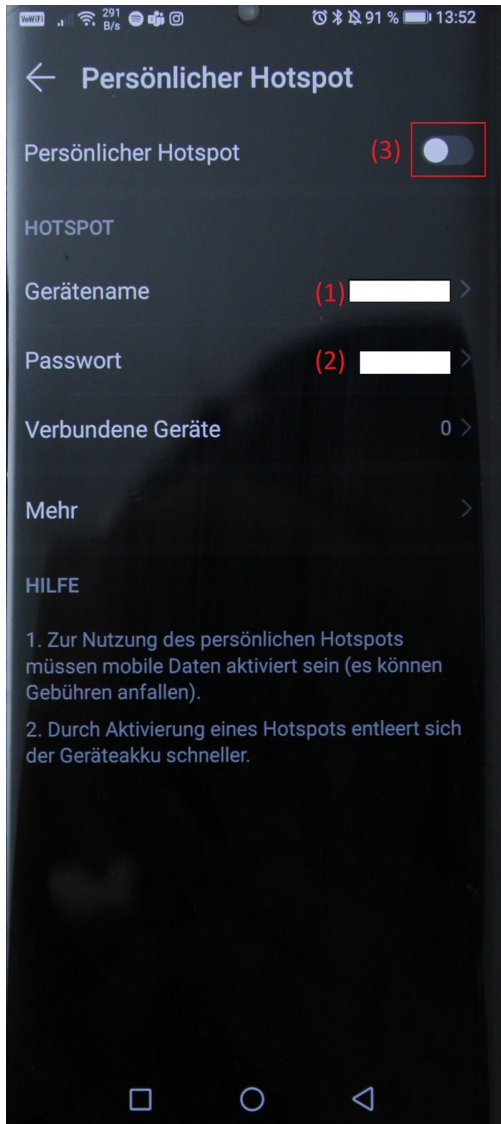 VoWiFi 291 B/s 91 % 13:52
Persönlicher Hotspot
Persönlicher Hotspot (3)
HOTSPOT
Gerätename (1)
Passwort (2)
Verbundene Geräte 0
Mehr
HILFE
1. Zur Nutzung des persönlichen Hotspots
müssen mobile Daten aktiviert sein (es können
Gebühren anfallen).
2. Durch Aktivierung eines Hotspots entleert sich
der Geräteakku schneller.